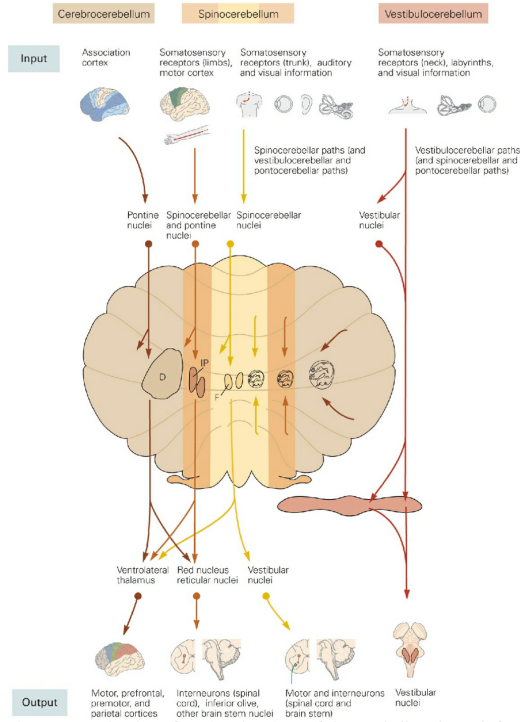 Cerebrocerebellum
Spinocerebellum
Vestibulocerebellum
Input
Association
cortex
Somatosensory
receptors (limbs),
motor cortex
Somatosensory
receptors (trunk), auditory
and visual information
Somatosensory
receptors (neck), labyrinths,
and visual information
Spinocerebellar paths (and
vestibulocerebellar and
pontocerebellar paths)
Vestibulocerebellar paths
(and spinocerebellar and
pontocerebellar paths)
Pontine
nuclei
Spinocerebellar
and pontine
nuclei
Spinocerebellar
nuclei
Vestibular
nuclei
D
IP
F
Ventrolateral
thalamus
Red nucleus
reticular nuclei
Vestibular
nuclei
Output
Motor, prefrontal,
premotor, and
parietal cortices
Interneurons (spinal
cord), inferior olive,
other brain stem nuclei
Motor and interneurons
(spinal cord and
brain stem)
Vestibular
nuclei